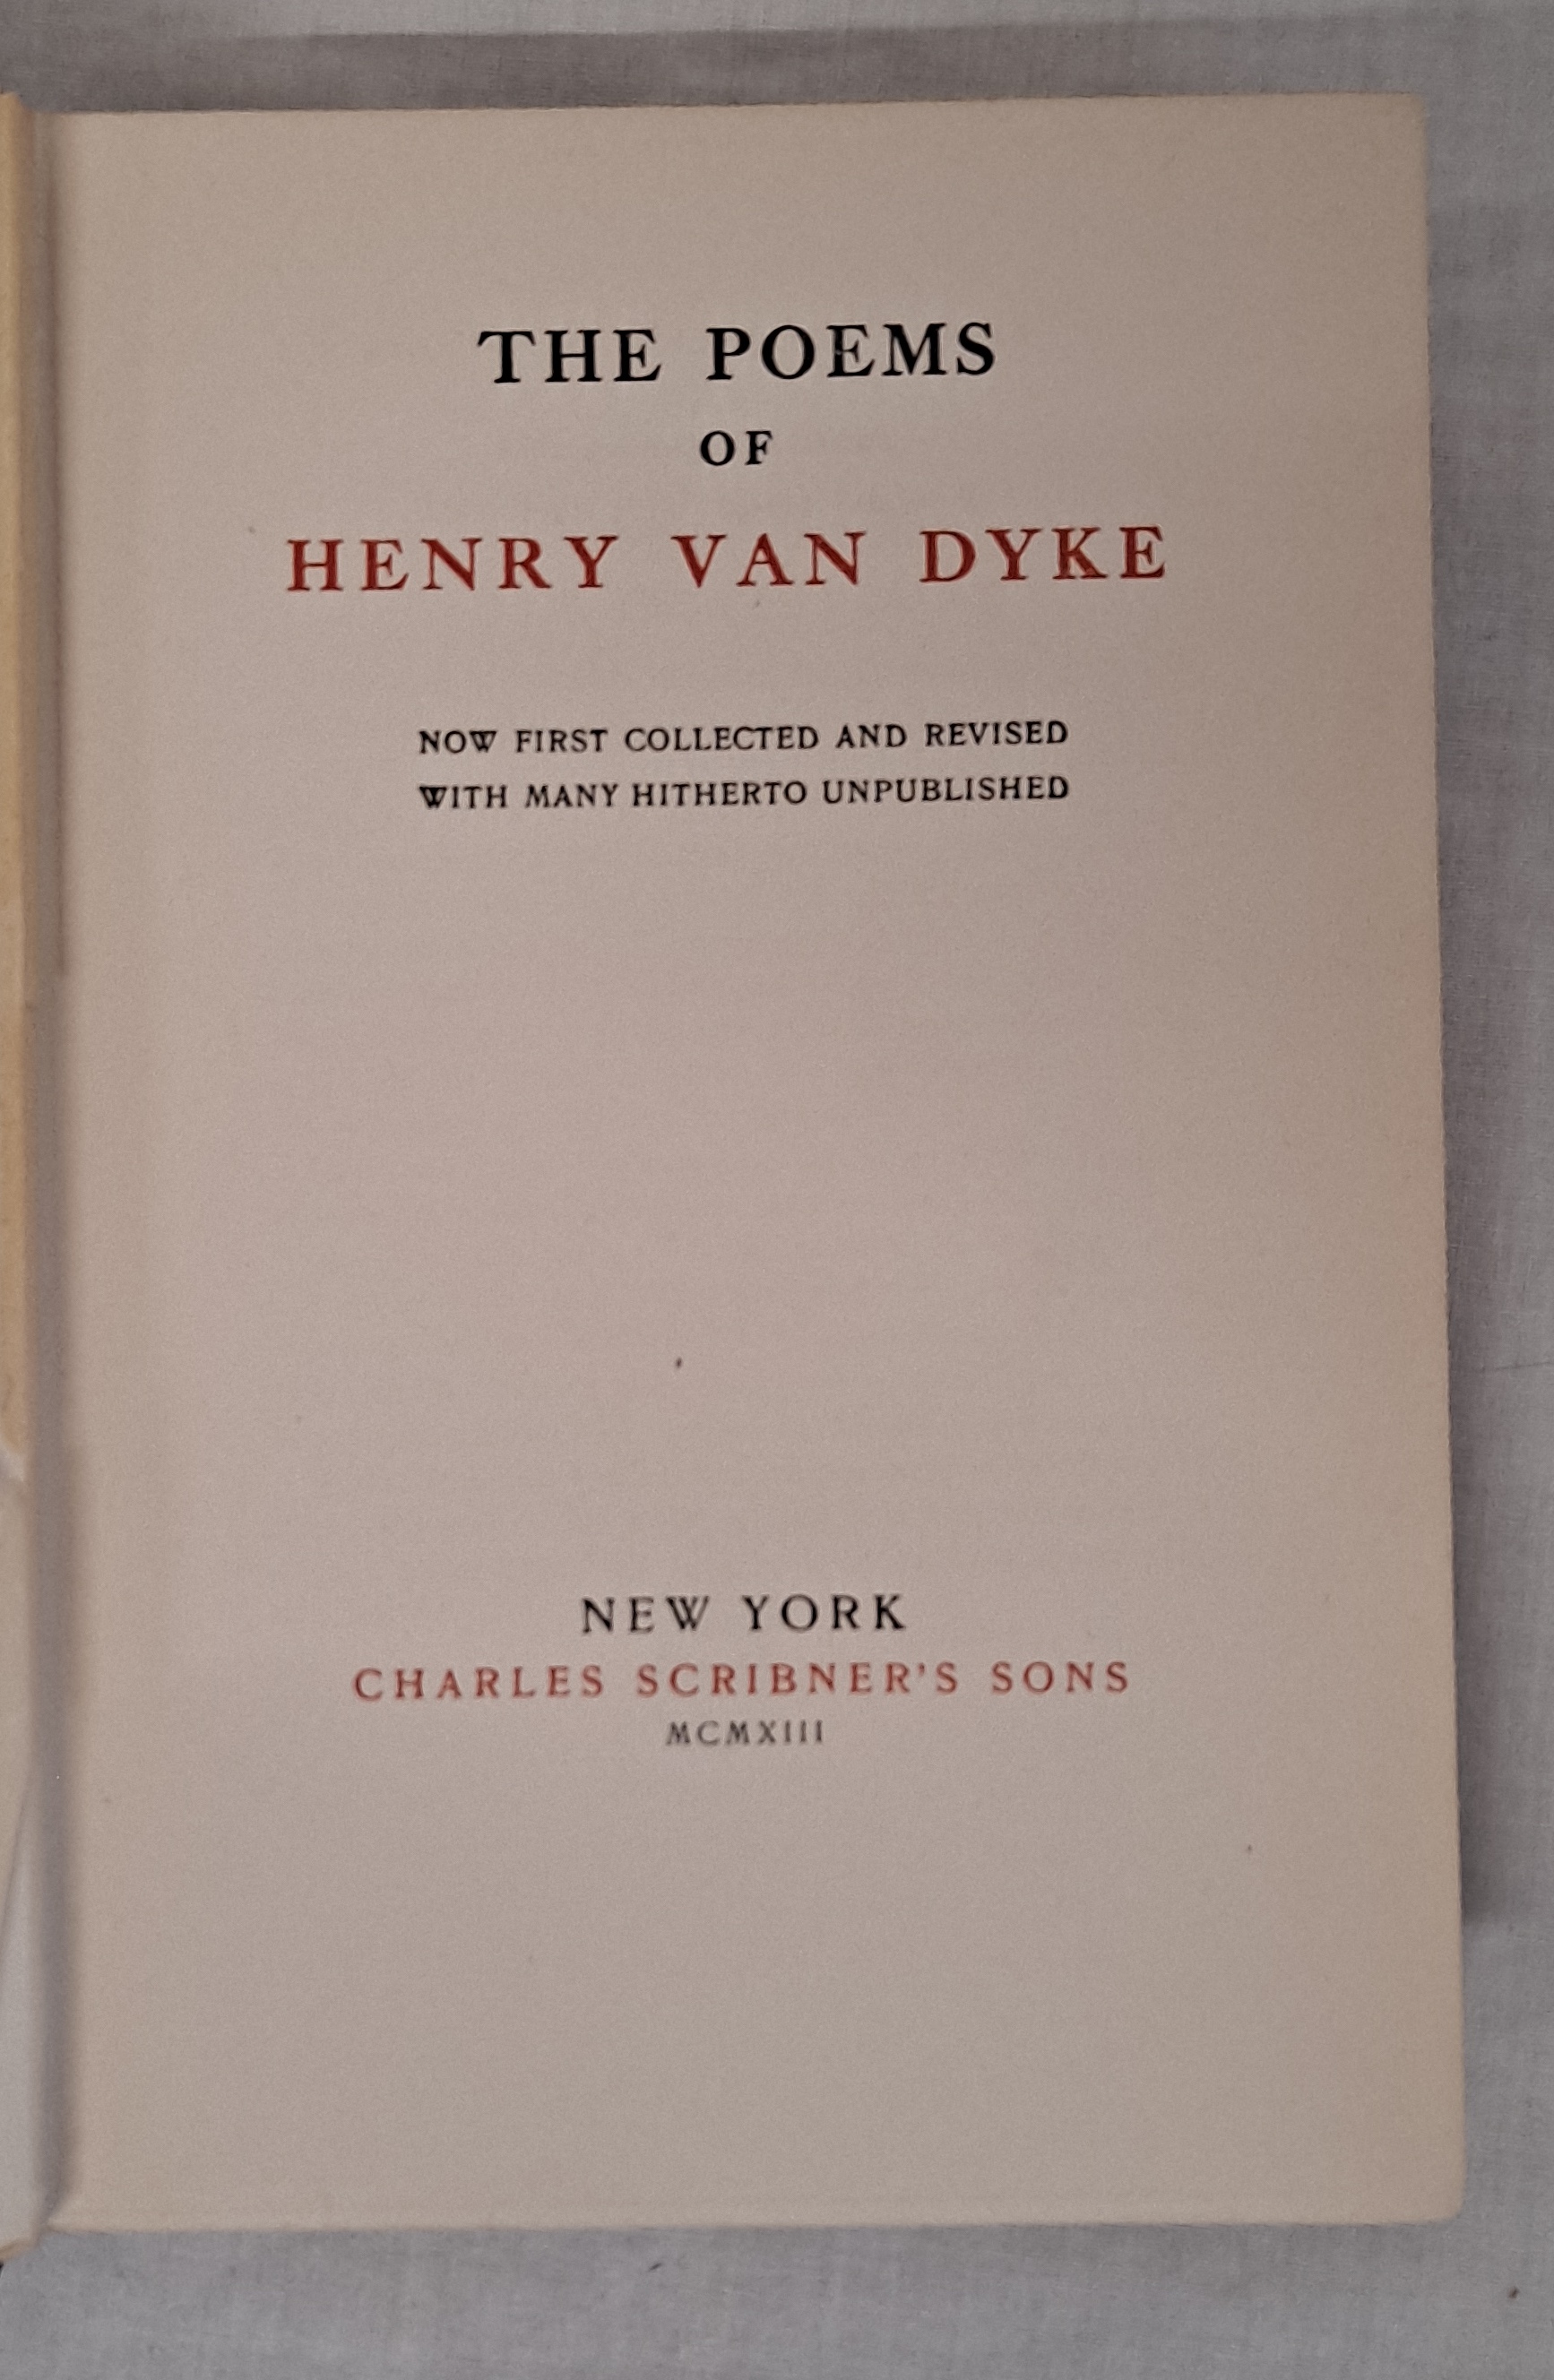 THE POEMS
OF
HENRY VAN DYKE
NOW FIRST COLLECTED AND REVISED
WITH MANY HITHERTO UNPUBLISHED
NEW YORK
CHARLES SCRIBNER'S SONS
MCMXIII